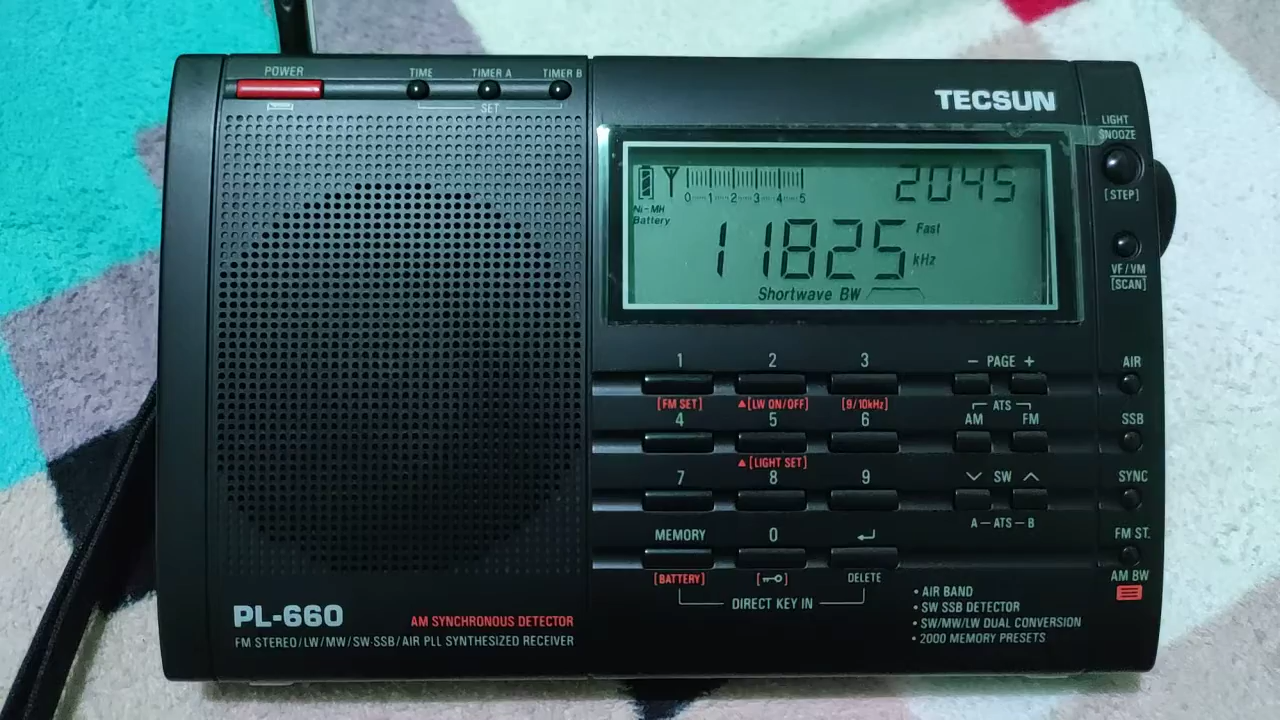 POWER
TIME TIMER A TIMER B
SET
TECSUN
LIGHT
SNOOZE
[STEP]
2045
0 1 2 3 4 5
Ni-MH
Battery
11825 kHz
Fast
Shortwave BW
VF/VM
[SCAN]
1 2 3 - PAGE + AIR
[FM SET] ▲[LW ON/OFF] [9/10kHz] ATS
4 5 6 AM FM SSB
▲[LIGHT SET]
7 8 9 SW SYNC
A-ATS-B
MEMORY 0 FM ST.
[BATTERY] DELETE AM BW
DIRECT KEY IN
• AIR BAND
• SW SSB DETECTOR
• SW/MW/LW DUAL CONVERSION
• 2000 MEMORY PRESETS
PL-660 AM SYNCHRONOUS DETECTOR
FM STEREO/LW/MW/SW-SSB/AIR PLL SYNTHESIZED RECEIVER